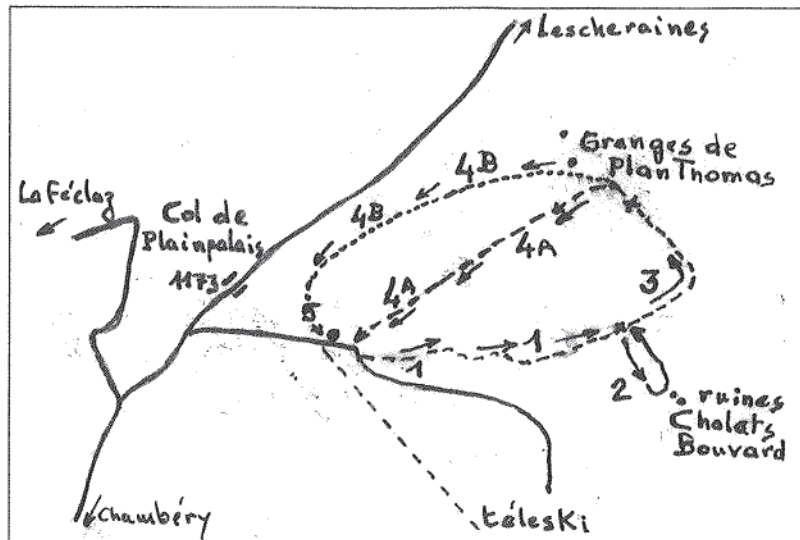 Lescheraines
Granges de
Plan Thomas
4B
La Féclaz
Col de
Plainpalais
1173
4B
4A
4A
3
5
1
1
2
ruines
Chalets
Bouvard
Chambéry
téleski